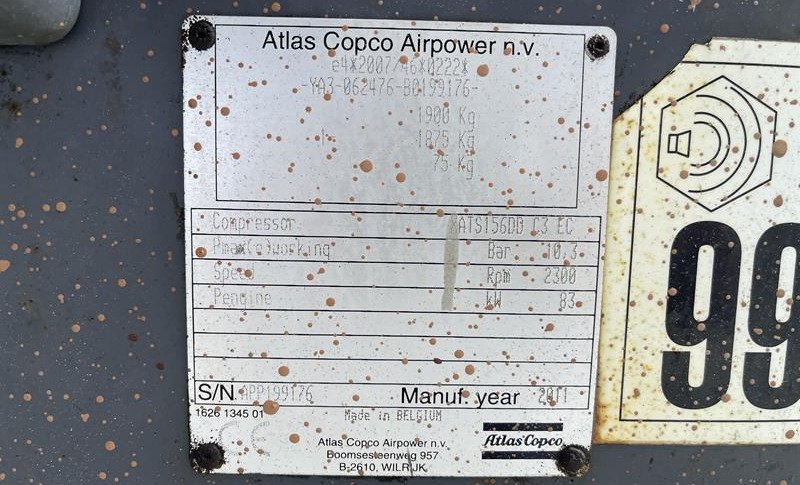 Atlas Copco Airpower n.v.
e4*2007/46*0222*
-YA3-062476-B0199176-
1900 Kg
1- 1875 Kg
75 Kg
Compressor XATS156DD C3 EC
Pmax(e)working Bar 10,3
Speed Rpm 2300
Pengine kW 83
S/N APP199176 Manuf. year 2011
1626 1345 01
Made in BELGIUM
CE
Atlas Copco Airpower n.v.
Boomsesteenweg 957
B-2610, WILRIJK
Atlas Copco
99